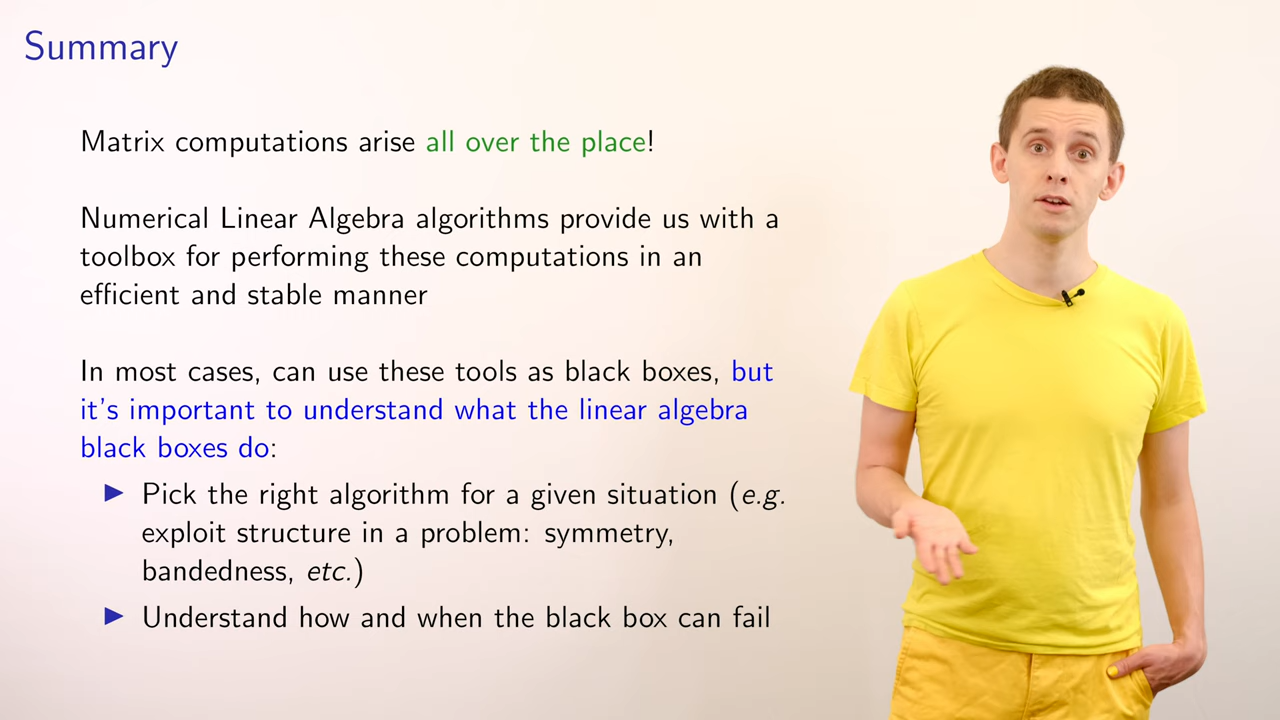 Summary
Matrix computations arise all over the place!
Numerical Linear Algebra algorithms provide us with a
toolbox for performing these computations in an
efficient and stable manner
In most cases, can use these tools as black boxes, but
it's important to understand what the linear algebra
black boxes do:
▶ Pick the right algorithm for a given situation (e.g.
exploit structure in a problem: symmetry,
bandedness, etc.)
▶ Understand how and when the black box can fail